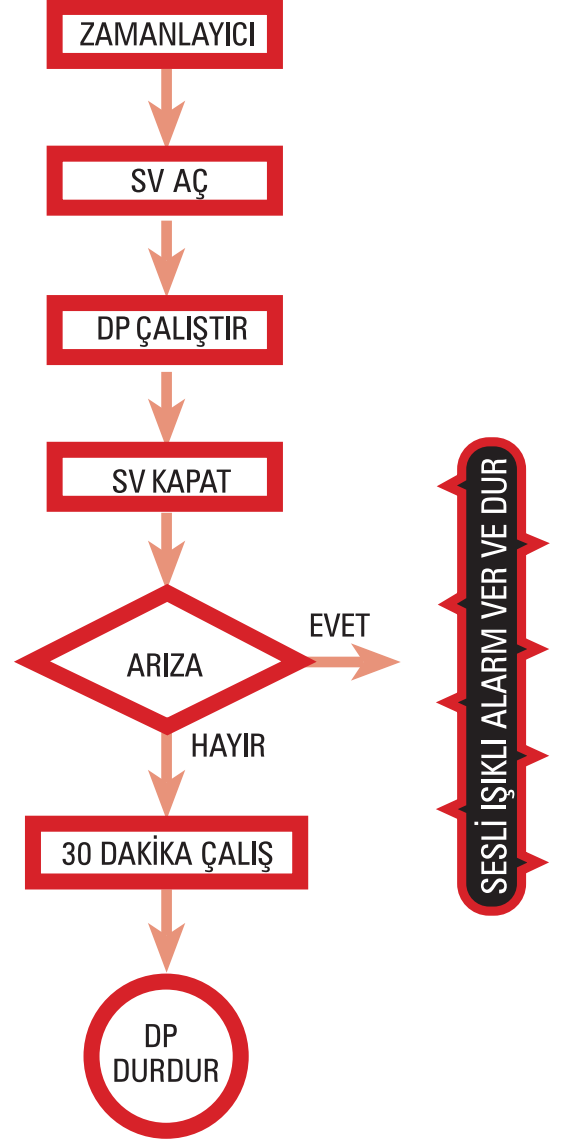 ZAMANLAYICI
SV AÇ
DP ÇALIŞTIR
SV KAPAT
ARIZA
EVET
SESLİ IŞIKLI ALARM VER VE DUR
HAYIR
30 DAKİKA ÇALIŞ
DP
DURDUR